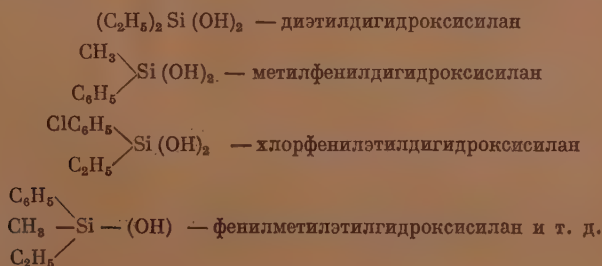 (C₂H₅)₂ Si (OH)₂ — диэтилдигидроксисилан
CH₃
Si (OH)₂ — метилфенилдигидроксисилан
C₆H₅
ClC₆H₅
Si (OH)₂ — хлорфенилэтилдигидроксисилан
C₂H₅
C₆H₅
CH₃ — Si — (OH) — фенилметилэтилгидроксисилан и т. д.
C₂H₅